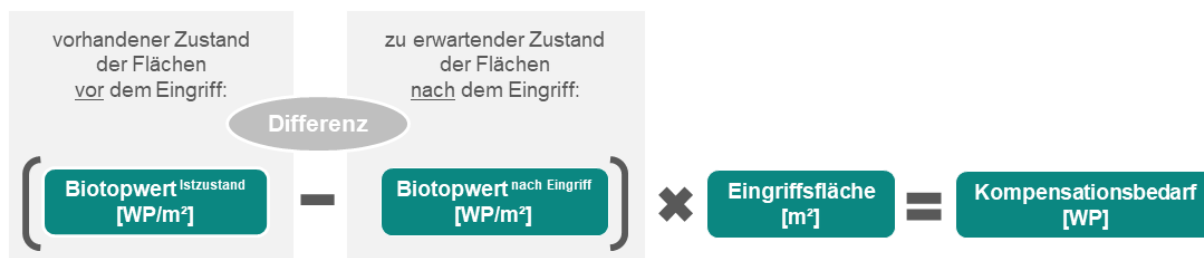 vorhandener Zustand
der Flächen
vor dem Eingriff:
zu erwartender Zustand
der Flächen
nach dem Eingriff:
Differenz
( Biotopwert Istzustand
[WP/m²]
− Biotopwert nach Eingriff
[WP/m²] )
× Eingriffsfläche
[m²]
= Kompensationsbedarf
[WP]